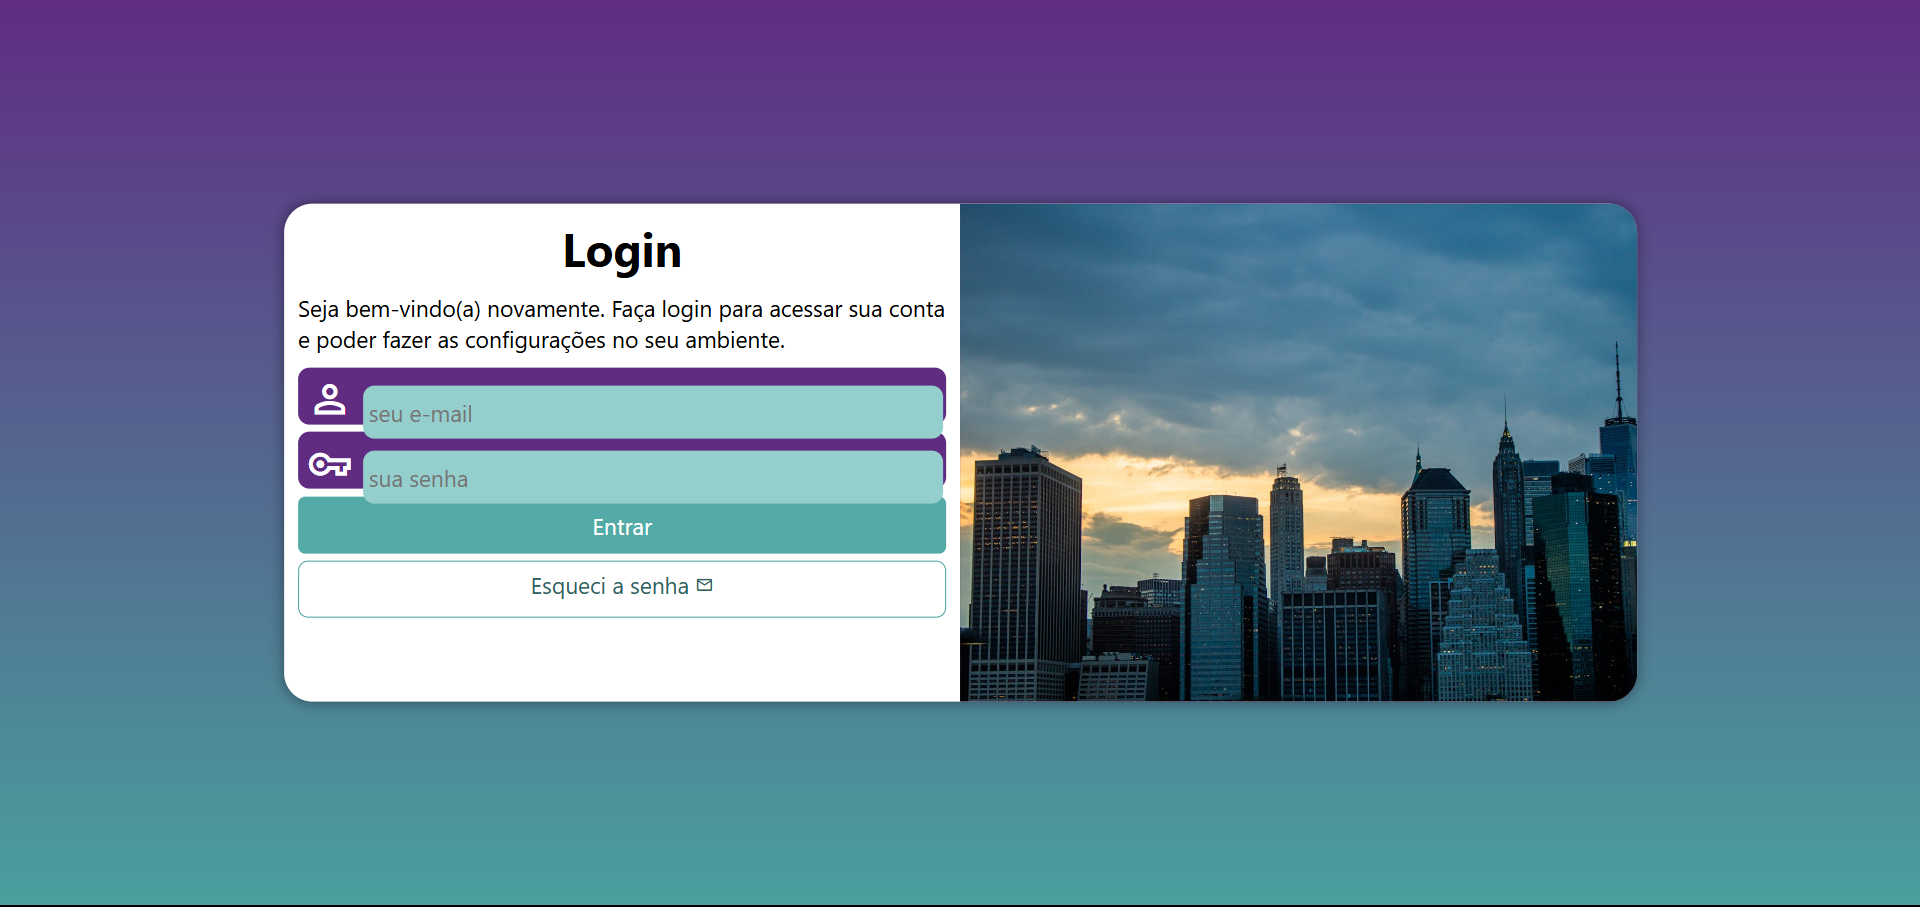 Login
Seja bem-vindo(a) novamente. Faça login para acessar sua conta
e poder fazer as configurações no seu ambiente.
seu e-mail
sua senha
Entrar
Esqueci a senha